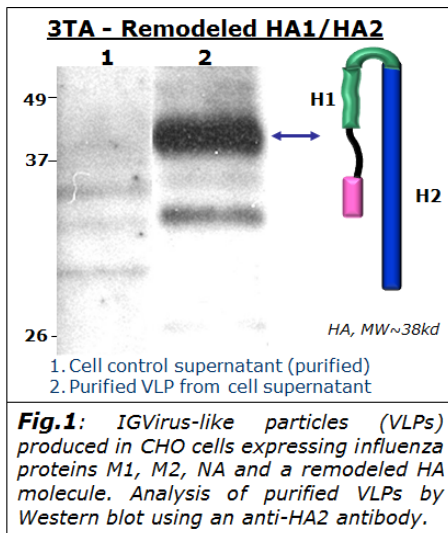 3TA - Remodeled HA1/HA2
1 2
49
H1
37
H2
26
HA, MW~38kd
1. Cell control supernatant (purified)
2. Purified VLP from cell supernatant
Fig.1: IGVirus-like particles (VLPs)
produced in CHO cells expressing influenza
proteins M1, M2, NA and a remodeled HA
molecule. Analysis of purified VLPs by
Western blot using an anti-HA2 antibody.